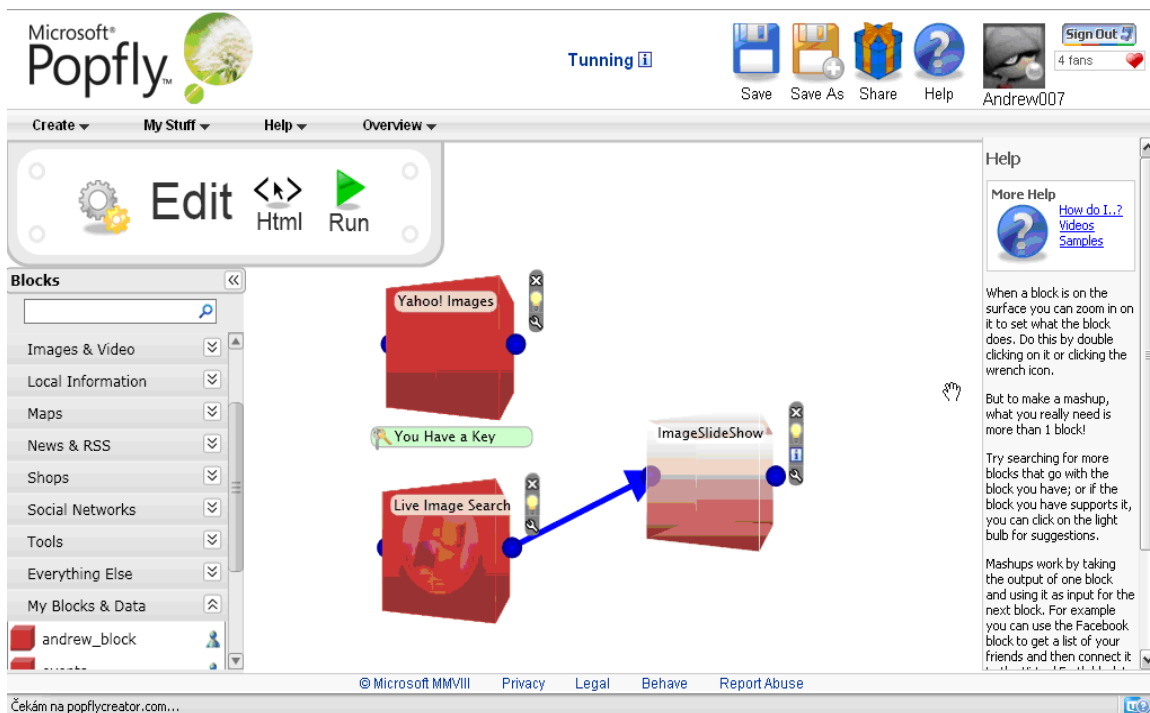 Microsoft®
Popfly™
Tunning
Save
Save As
Share
Help
Sign Out
4 fans
Andrew007
Create
My Stuff
Help
Overview
Edit
Html
Run
Blocks
Images & Video
Local Information
Maps
News & RSS
Shops
Social Networks
Tools
Everything Else
My Blocks & Data
andrew_block
Yahoo! Images
You Have a Key
Live Image Search
ImageSlideShow
Help
More Help
How do I..?
Videos
Samples
When a block is on the
surface you can zoom in on
it to set what the block
does. Do this by double
clicking on it or clicking the
wrench icon.
But to make a mashup,
what you really need is
more than 1 block!
Try searching for more
blocks that go with the
block you have; or if the
block you have supports it,
you can click on the light
bulb for suggestions.
Mashups work by taking
the output of one block
and using it as input for the
next block. For example
you can use the Facebook
block to get a list of your
friends and then connect it
© Microsoft MMVIII
Privacy
Legal
Behave
Report Abuse
Čekám na popflycreator.com...